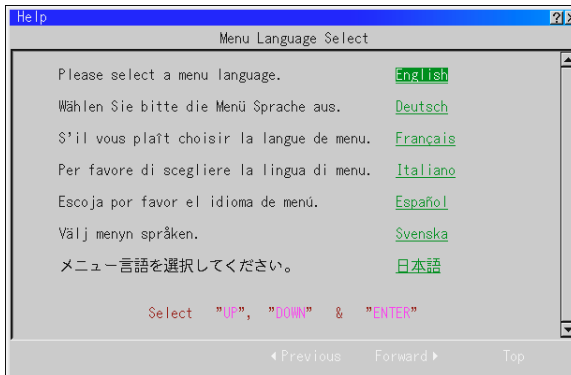 Help
Menu Language Select
Please select a menu language. English
Wählen Sie bitte die Menü Sprache aus. Deutsch
S'il vous plaît choisir la langue de menu. Français
Per favore di scegliere la lingua di menu. Italiano
Escoja por favor el idioma de menú. Español
Välj menyn språken. Svenska
メニュー言語を選択してください。 日本語
Select "UP", "DOWN" & "ENTER"
Previous Forward Top